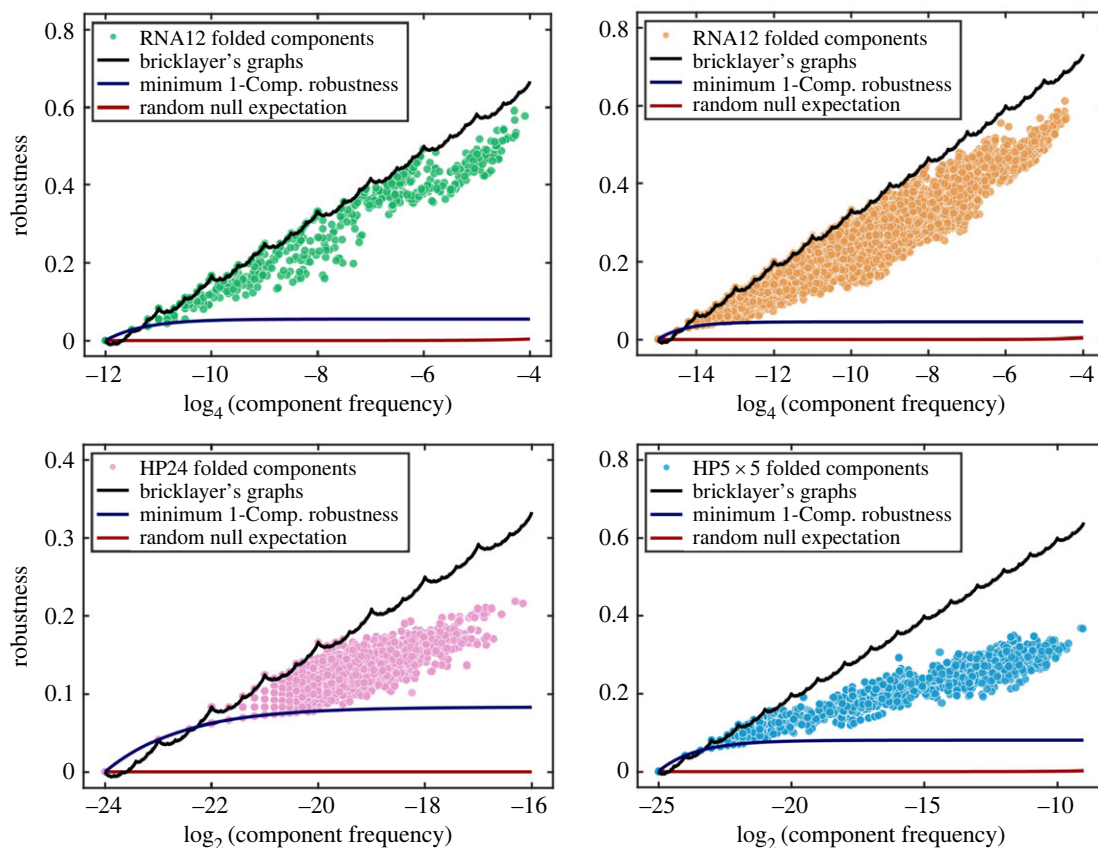 0.8
RNA12 folded components
bricklayer's graphs
minimum 1-Comp. robustness
random null expectation
0.6
0.4
0.2
0
robustness
−12
−10
−8
−6
−4
log4 (component frequency)
0.8
RNA12 folded components
bricklayer's graphs
minimum 1-Comp. robustness
random null expectation
0.6
0.4
0.2
0
−14
−12
−10
−8
−6
−4
log4 (component frequency)
0.4
HP24 folded components
bricklayer's graphs
minimum 1-Comp. robustness
random null expectation
0.3
0.2
0.1
0
robustness
−24
−22
−20
−18
−16
log2 (component frequency)
0.8
HP5 × 5 folded components
bricklayer's graphs
minimum 1-Comp. robustness
random null expectation
0.6
0.4
0.2
0
−25
−20
−15
−10
log2 (component frequency)